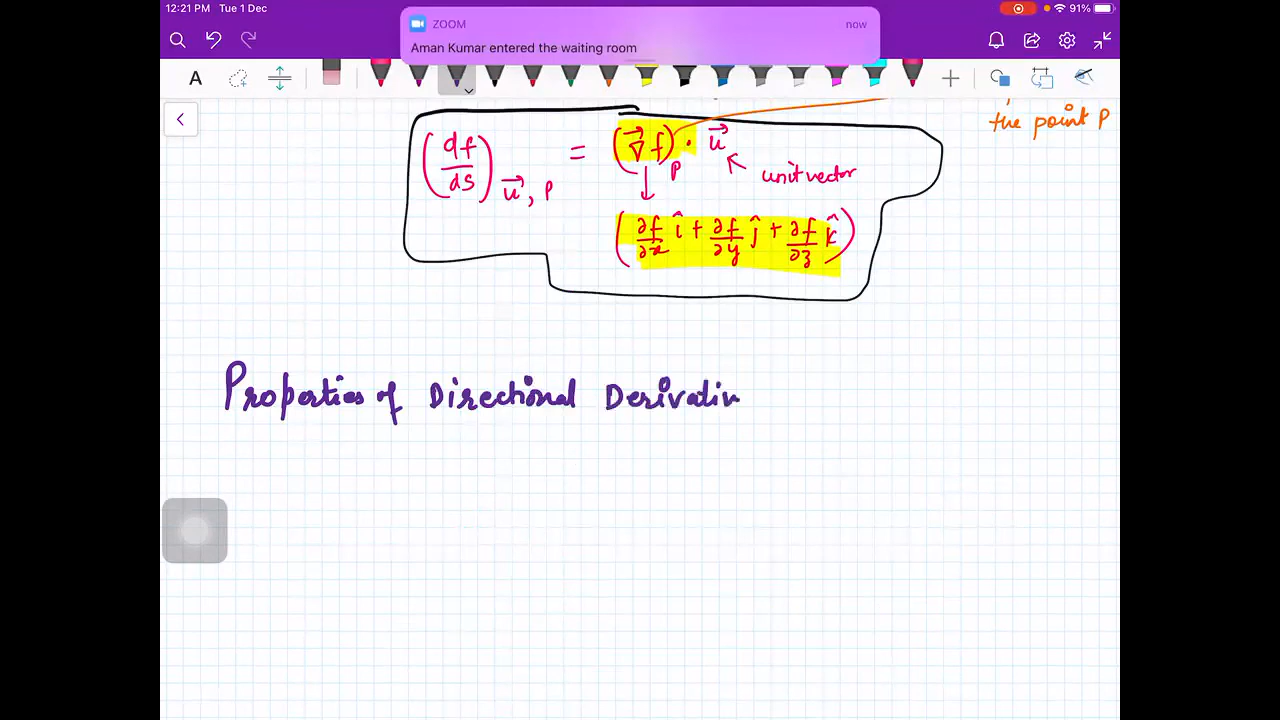 12:21 PM Tue 1 Dec
91%
ZOOM now
Aman Kumar entered the waiting room
A
the point P
(df/ds) u⃗, P = (∇⃗f)P · u⃗
unit vector
(∂f/∂x î + ∂f/∂y ĵ + ∂f/∂z k̂)
Properties of Directional Derivativ